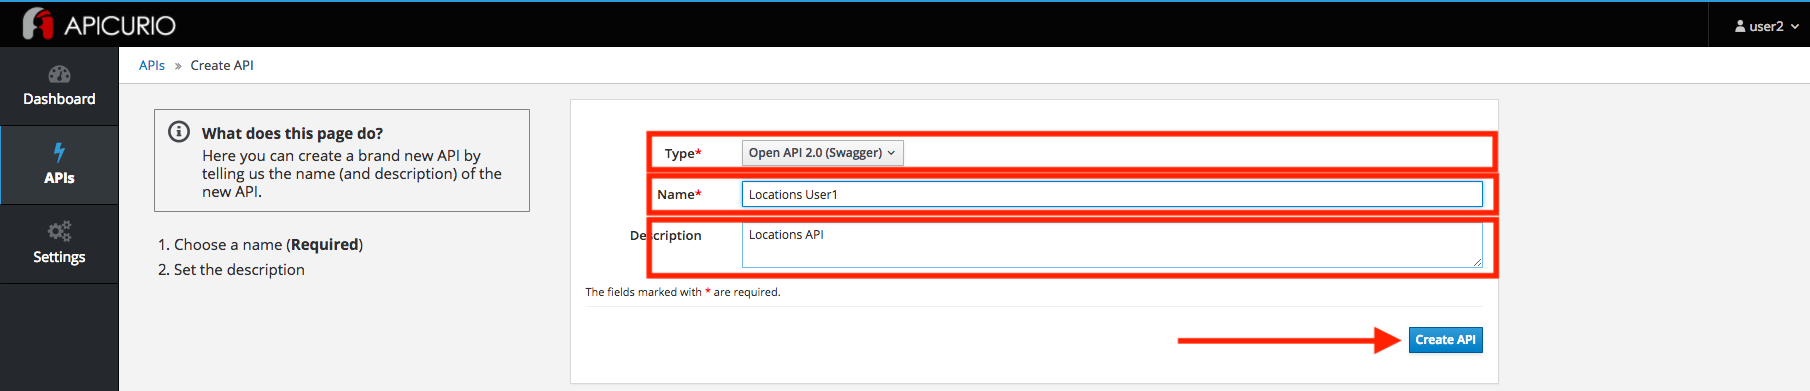 APICURIO
user2
Dashboard
APIs
Settings
APIs » Create API
What does this page do?
Here you can create a brand new API by
telling us the name (and description) of
the new API.
1. Choose a name (Required)
2. Set the description
Type* Open API 2.0 (Swagger)
Name* Locations User1
Description Locations API
The fields marked with * are required.
Create API